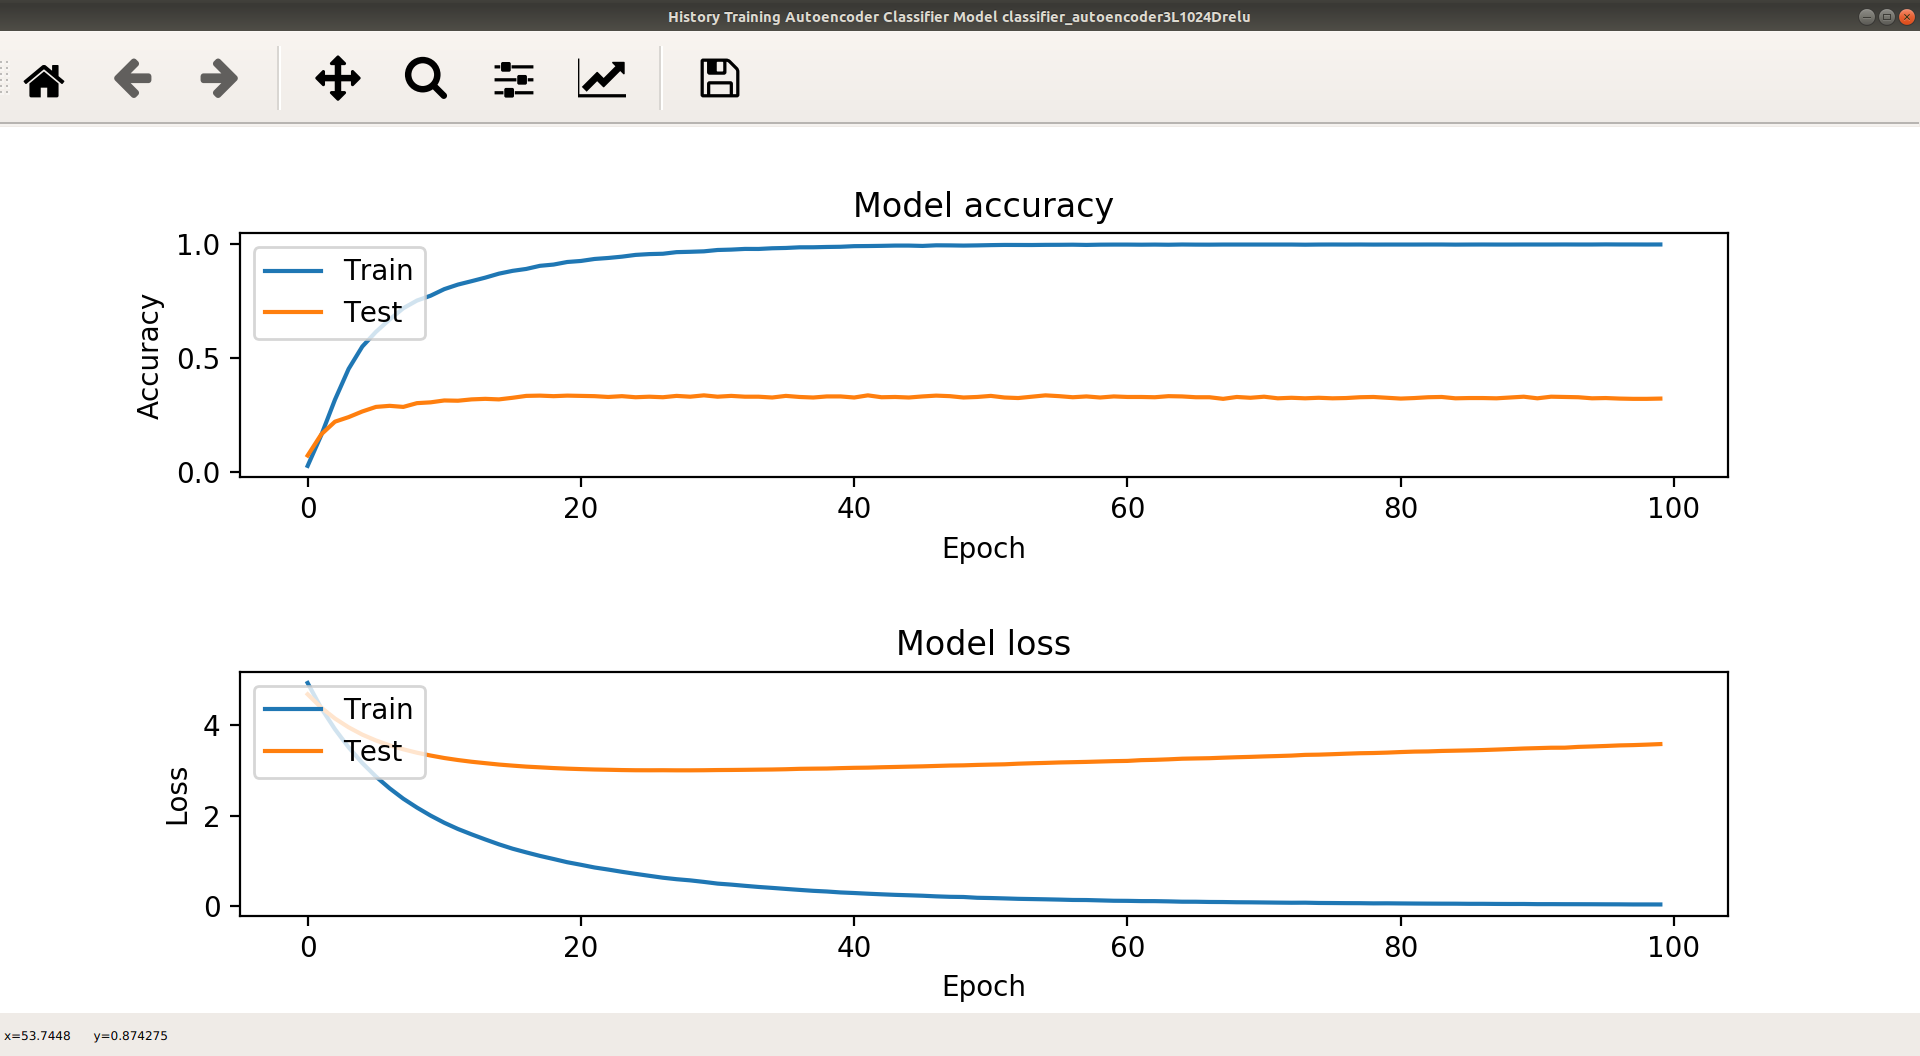 History Training Autoencoder Classifier Model classifier_autoencoder3L1024Drelu
Model accuracy
Train
Test
Accuracy
1.0
0.5
0.0
0 20 40 60 80 100
Epoch
Model loss
Train
Test
Loss
4
2
0
0 20 40 60 80 100
Epoch
x=53.7448 y=0.874275